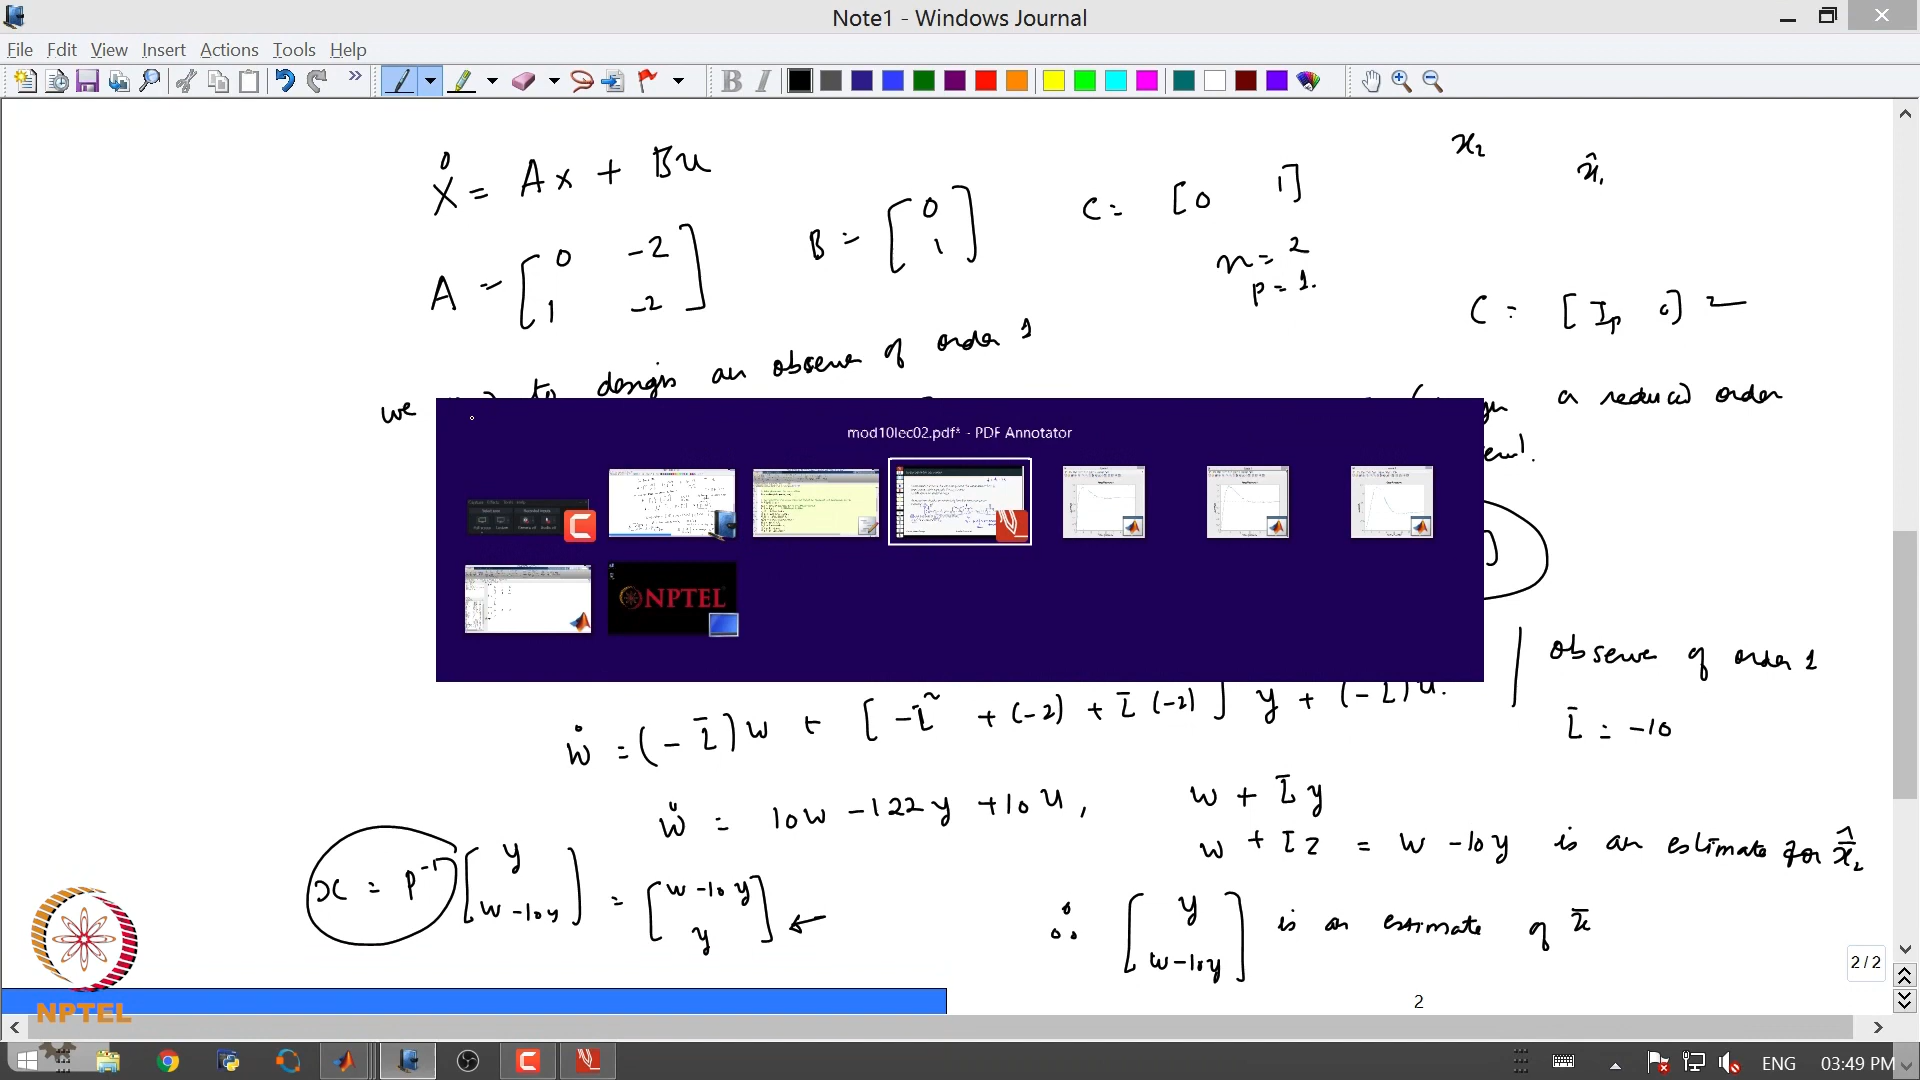 Note1 - Windows Journal
File Edit View Insert Actions Tools Help
Ẋ = Ax + Bu
x₂
x̂₁
A = [0 -2; 1 -2]
B = [0; 1]
C = [0 1]
n = 2
p = 1.
C = [Ip 0]
we to design an observer of order 1
a reduced order
mod10lec02.pdf* - PDF Annotator
NPTEL
observer of order 1
ẇ = (-L̄)w + [-L̄² + (-2) + L̄(-2)] y + (-L̄)u.
L̄ = -10
ẇ = 10w - 122y + 10u,
w + L̄y
w + L̄z = w - 10y is an estimate for x̄̂₂
x = P⁻¹ [y; w - 10y] = [w - 10y; y] ←
∴ [y; w - 10y] is an estimate of x̄
2 / 2
2
NPTEL
ENG 03:49 PM